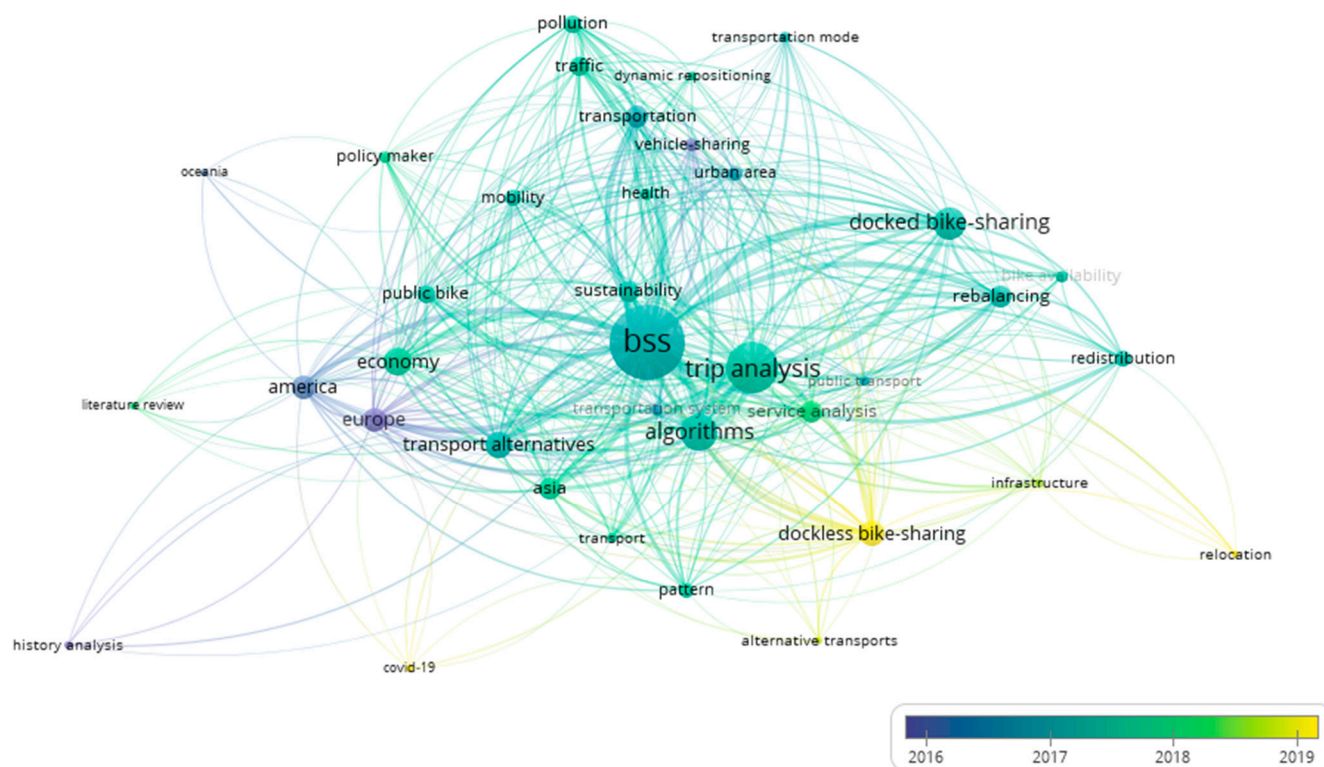 pollution
transportation mode
traffic
dynamic repositioning
transportation
vehicle-sharing
policy maker
oceania
urban area
health
mobility
docked bike-sharing
bike availability
sustainability
public bike
rebalancing
bss
economy
trip analysis
redistribution
public transport
america
literature review
transportation system
service analysis
europe
algorithms
transport alternatives
asia
infrastructure
dockless bike-sharing
transport
relocation
pattern
alternative transports
history analysis
covid-19
2016 2017 2018 2019